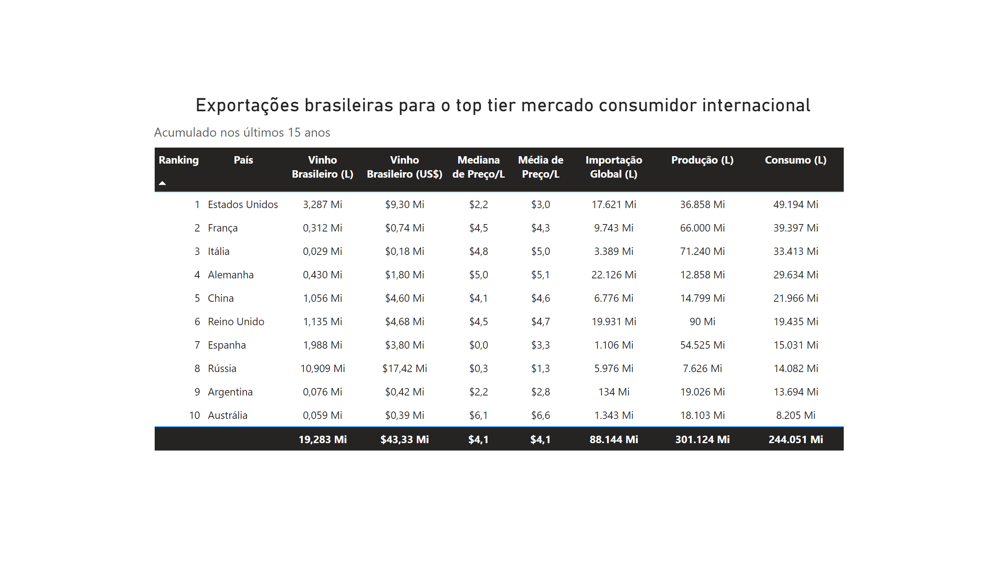 Exportações brasileiras para o top tier mercado consumidor internacional
Acumulado nos últimos 15 anos
Ranking País Vinho Brasileiro (L) Vinho Brasileiro (US$) Mediana de Preço/L Média de Preço/L Importação Global (L) Produção (L) Consumo (L)
1 Estados Unidos 3,287 Mi $9,30 Mi $2,2 $3,0 17.621 Mi 36.858 Mi 49.194 Mi
2 França 0,312 Mi $0,74 Mi $4,5 $4,3 9.743 Mi 66.000 Mi 39.397 Mi
3 Itália 0,029 Mi $0,18 Mi $4,8 $5,0 3.389 Mi 71.240 Mi 33.413 Mi
4 Alemanha 0,430 Mi $1,80 Mi $5,0 $5,1 22.126 Mi 12.858 Mi 29.634 Mi
5 China 1,056 Mi $4,60 Mi $4,1 $4,6 6.776 Mi 14.799 Mi 21.966 Mi
6 Reino Unido 1,135 Mi $4,68 Mi $4,5 $4,7 19.931 Mi 90 Mi 19.435 Mi
7 Espanha 1,988 Mi $3,80 Mi $0,0 $3,3 1.106 Mi 54.525 Mi 15.031 Mi
8 Rússia 10,909 Mi $17,42 Mi $0,3 $1,3 5.976 Mi 7.626 Mi 14.082 Mi
9 Argentina 0,076 Mi $0,42 Mi $2,2 $2,8 134 Mi 19.026 Mi 13.694 Mi
10 Austrália 0,059 Mi $0,39 Mi $6,1 $6,6 1.343 Mi 18.103 Mi 8.205 Mi
19,283 Mi $43,33 Mi $4,1 $4,1 88.144 Mi 301.124 Mi 244.051 Mi